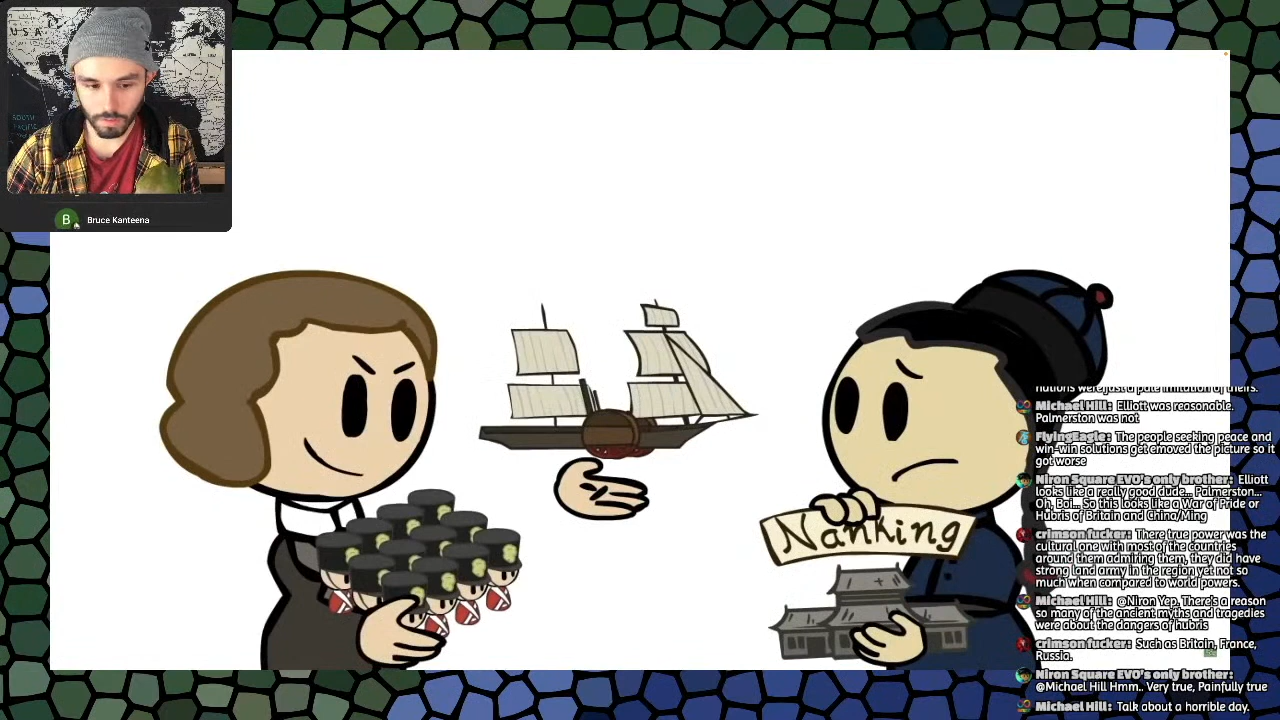 USA
SOUTH
B
Bruce Kanteena
Nanking
nutions were just a pale imitation of theirs.
Michael Hill: Elliott was reasonable.
Palmerston was not
FlyingEagle: The people seeking peace and
win-win solutions get emoved the picture so it
got worse
Niron Square EVO's only brother: Elliott
looks like a really good dude... Palmerston...
Oh, Boi... So this looks like a War of Pride or
Hubris of Britain and China/Ming
crimson fucker: There true power was the
cultural one with most of the countries
around them admiring them, they did have
strong land army in the region yet not so
much when compared to world powers.
Michael Hill: @Niron Yep, There's a reason
so many of the ancient myths and tragedies
were about the dangers of hubris
crimson fucker: Such as Britain, France,
Russia.
Niron Square EVO's only brother:
@Michael Hill Hmm.. Very true, Painfully true
Michael Hill: Talk about a horrible day.